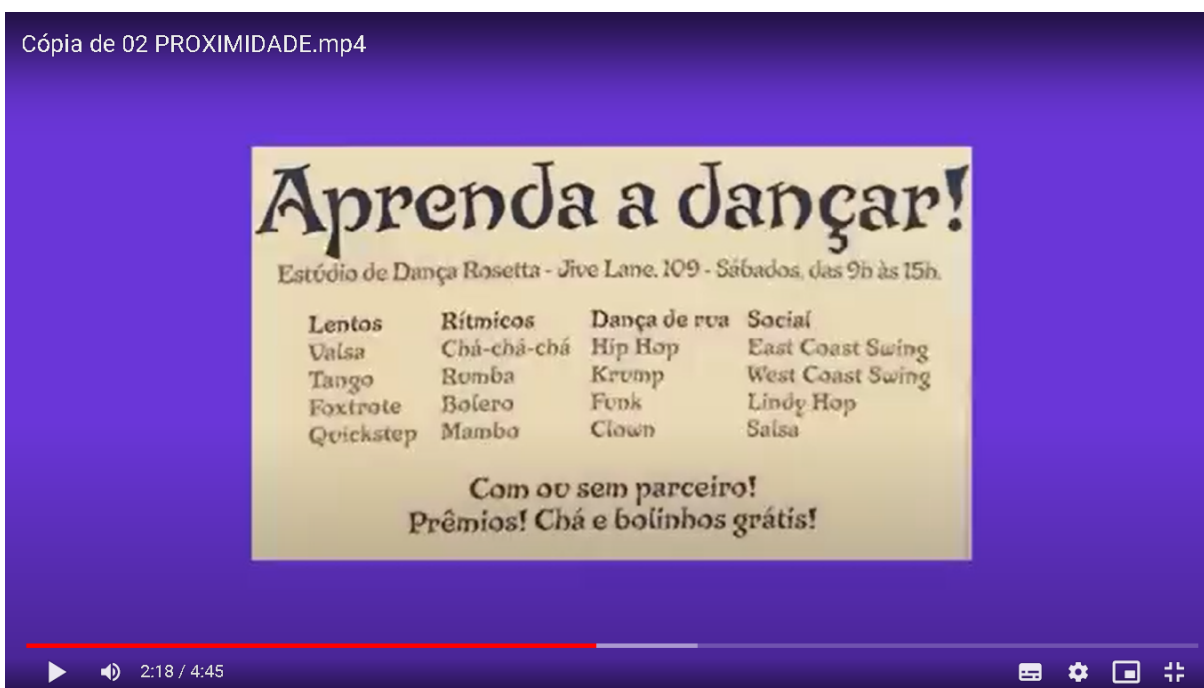 Cópia de 02 PROXIMIDADE.mp4
Aprenda a dançar!
Estúdio de Dança Rosetta - Jive Lane, 109 - Sábados, das 9h às 15h.
Lentos Rítmicos Dança de rua Social
Valsa Chá-chá-chá Hip Hop East Coast Swing
Tango Rumba Krump West Coast Swing
Foxtrote Bolero Funk Lindy Hop
Quickstep Mambo Clown Salsa
Com ou sem parceiro!
Prêmios! Chá e bolinhos grátis!
2:18 / 4:45